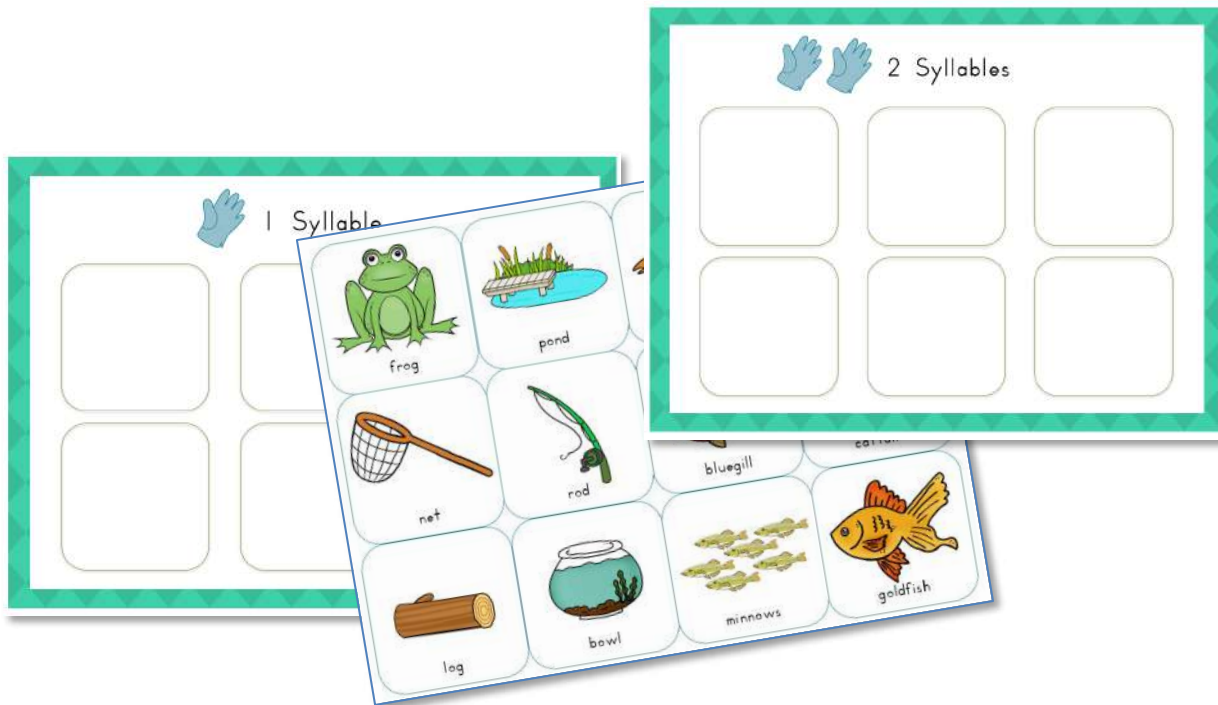 2 Syllables
1 Syllable
frog
pond
net
rod
bluegill
log
bowl
minnows
goldfish